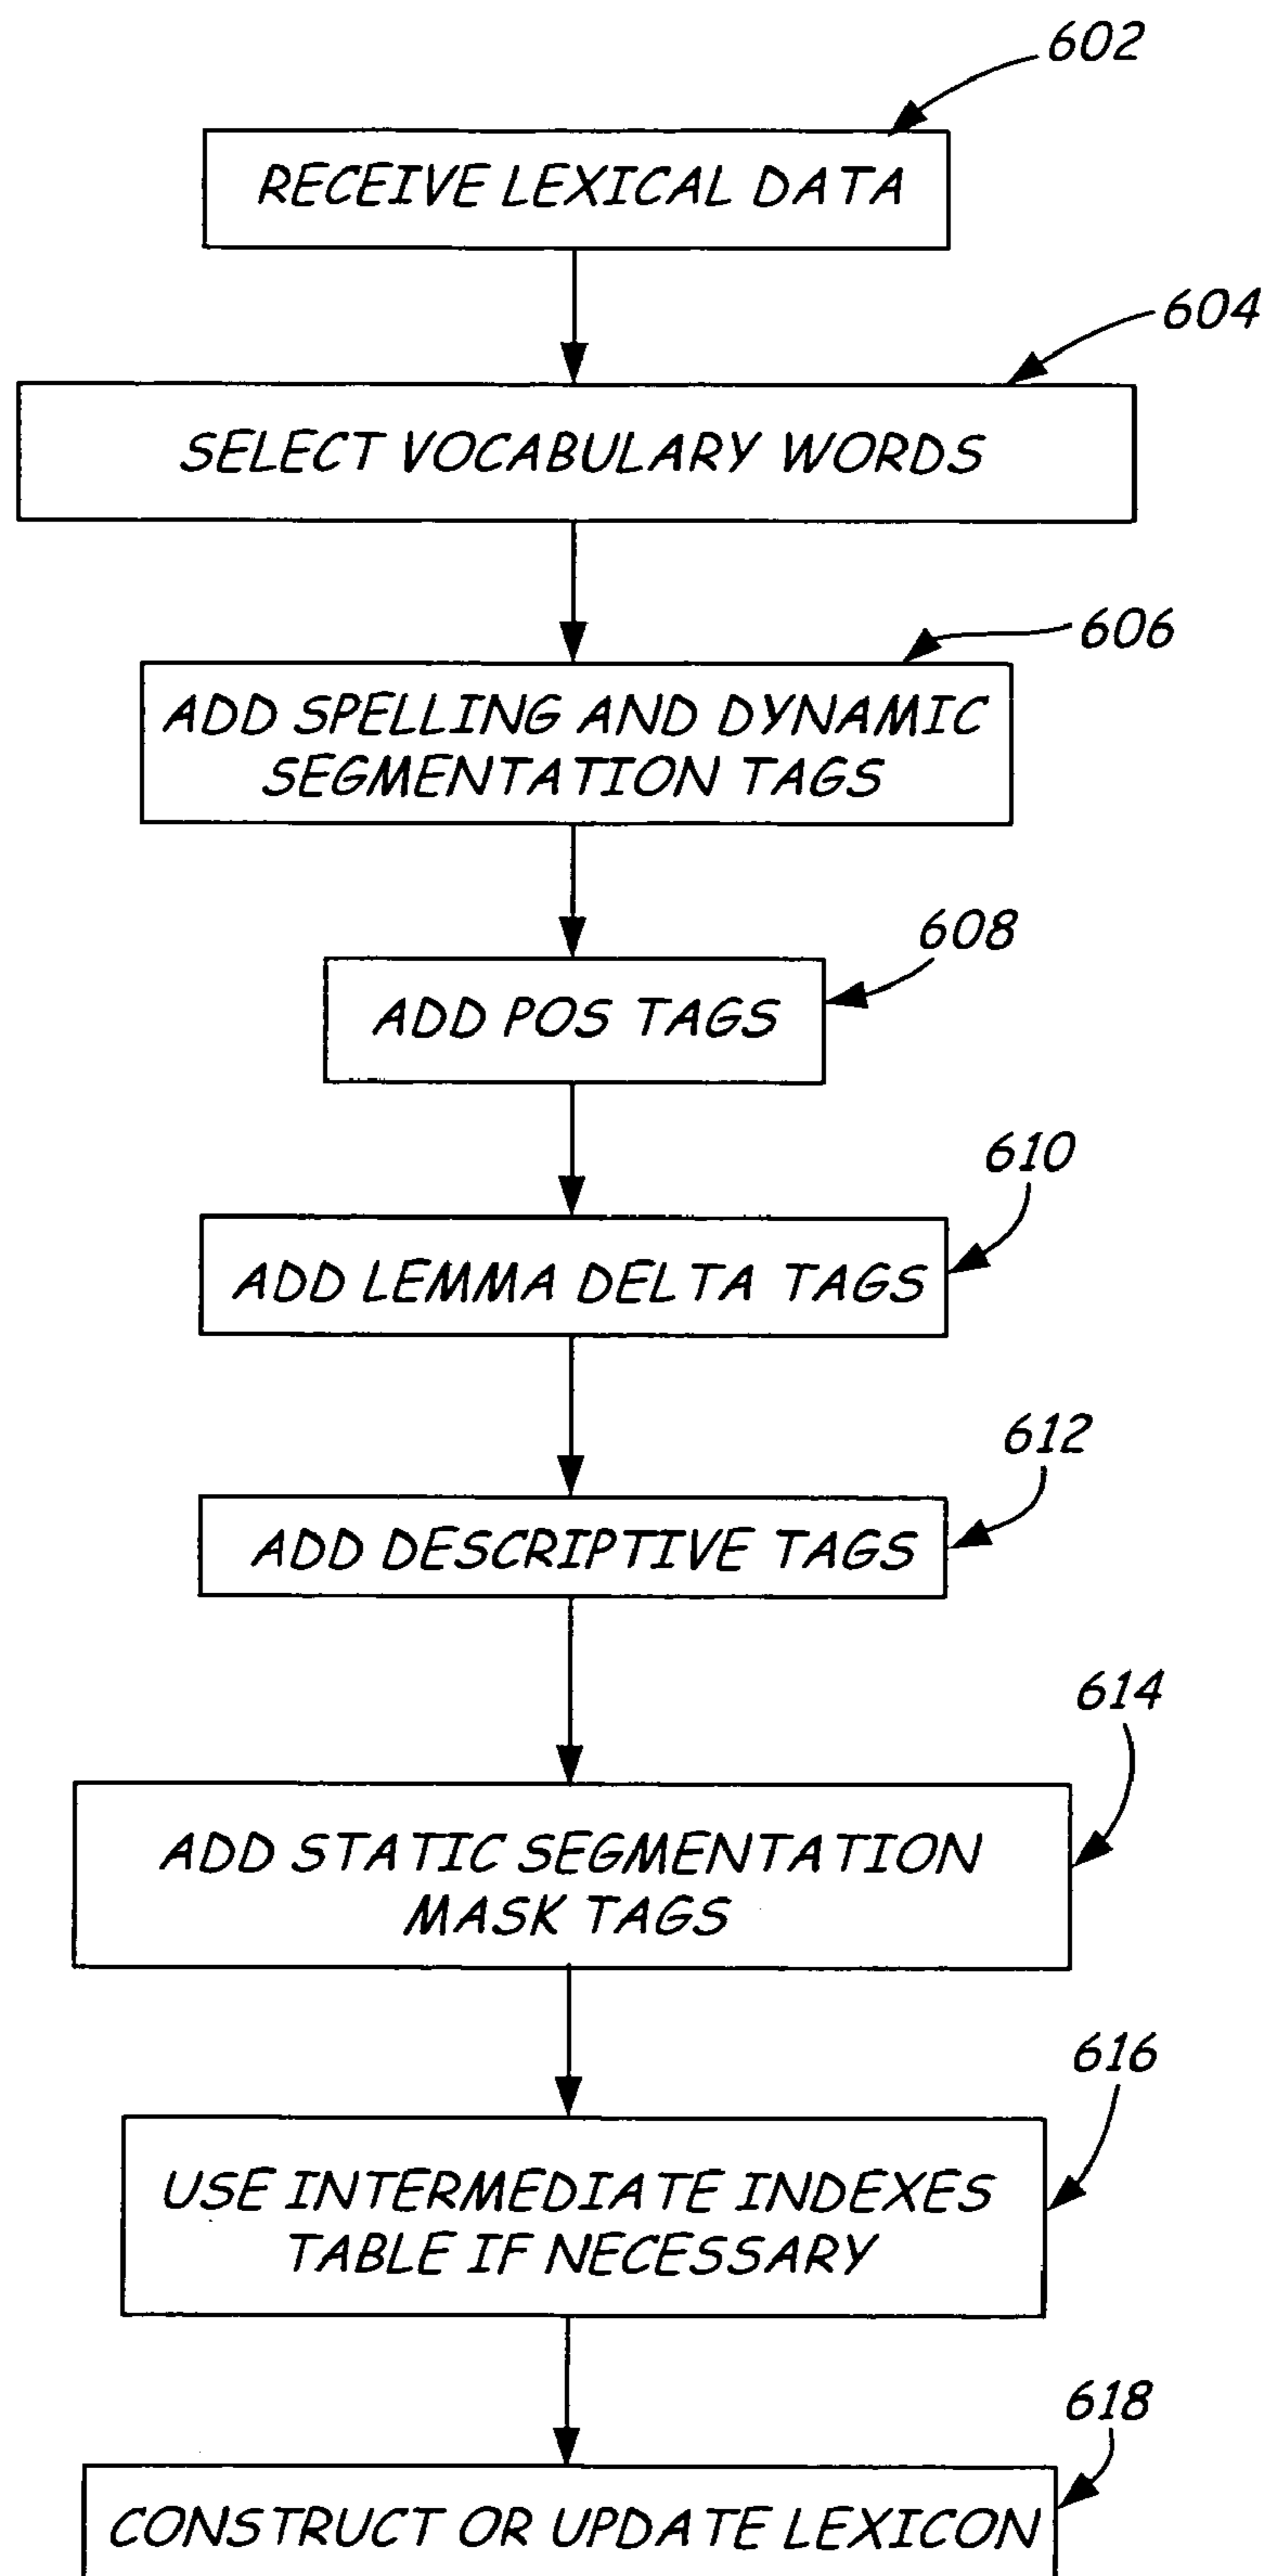 602
RECEIVE LEXICAL DATA
604
SELECT VOCABULARY WORDS
606
ADD SPELLING AND DYNAMIC
SEGMENTATION TAGS
608
ADD POS TAGS
610
ADD LEMMA DELTA TAGS
612
ADD DESCRIPTIVE TAGS
614
ADD STATIC SEGMENTATION
MASK TAGS
616
USE INTERMEDIATE INDEXES
TABLE IF NECESSARY
618
CONSTRUCT OR UPDATE LEXICON